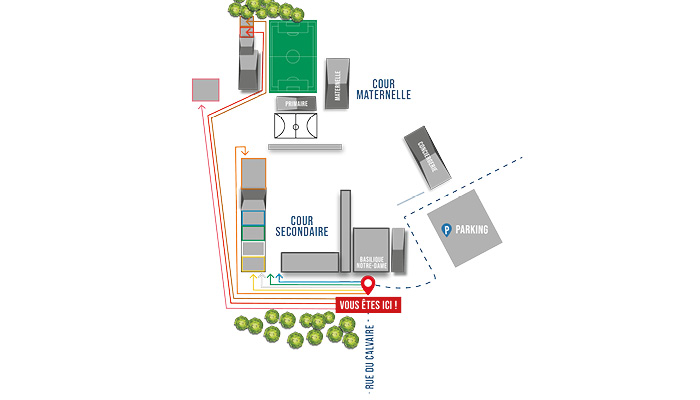 COUR
MATERNELLE
MATERNELLE
PRIMAIRE
CONCIERGERIE
COUR
SECONDAIRE
P PARKING
BASILIQUE
NOTRE-DAME
VOUS ÊTES ICI !
- RUE DU CALVAIRE -